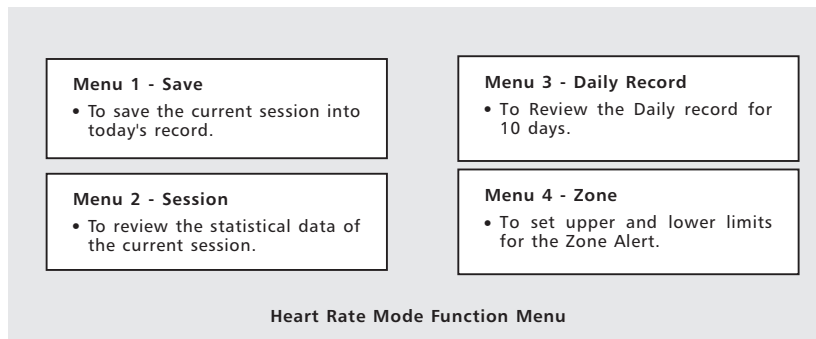 Menu 1 - Save
• To save the current session into
today's record.
Menu 2 - Session
• To review the statistical data of
the current session.
Menu 3 - Daily Record
• To Review the Daily record for
10 days.
Menu 4 - Zone
• To set upper and lower limits
for the Zone Alert.
Heart Rate Mode Function Menu